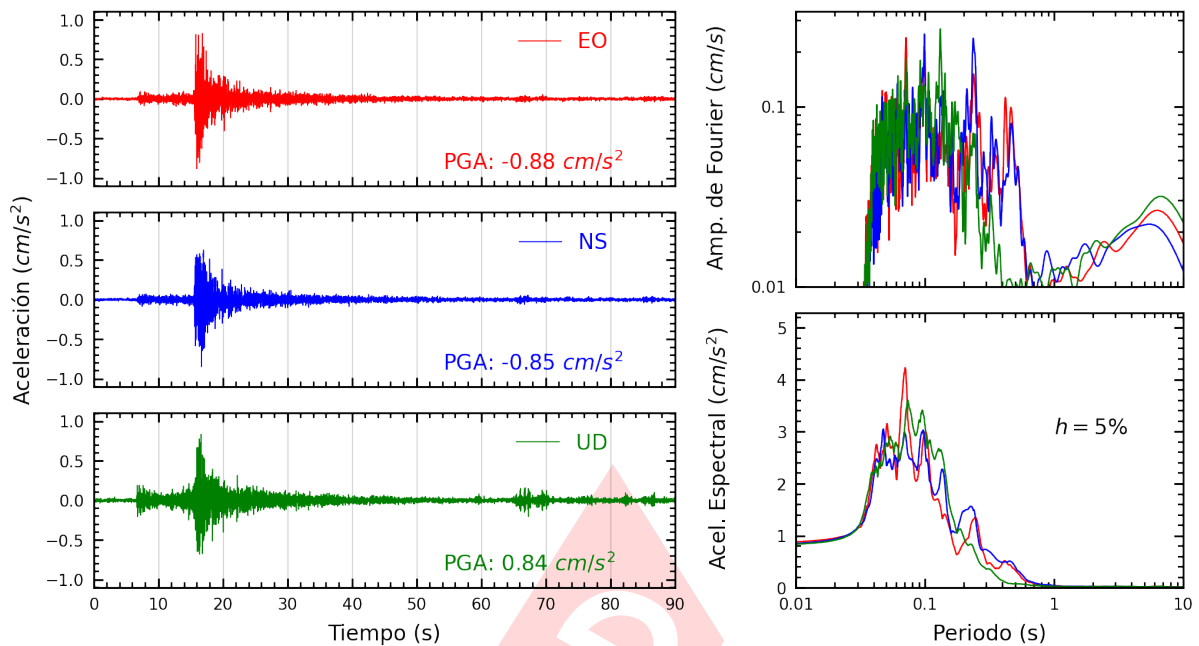 Aceleración (cm/s²)
1.0
0.5
0.0
−0.5
−1.0
EO
PGA: -0.88 cm/s²
1.0
0.5
0.0
−0.5
−1.0
NS
PGA: -0.85 cm/s²
1.0
0.5
0.0
−0.5
−1.0
UD
PGA: 0.84 cm/s²
0 10 20 30 40 50 60 70 80 90
Tiempo (s)
Amp. de Fourier (cm/s)
0.1
0.01
Acel. Espectral (cm/s²)
5
4
3
2
1
0
h = 5%
0.01 0.1 1 10
Periodo (s)